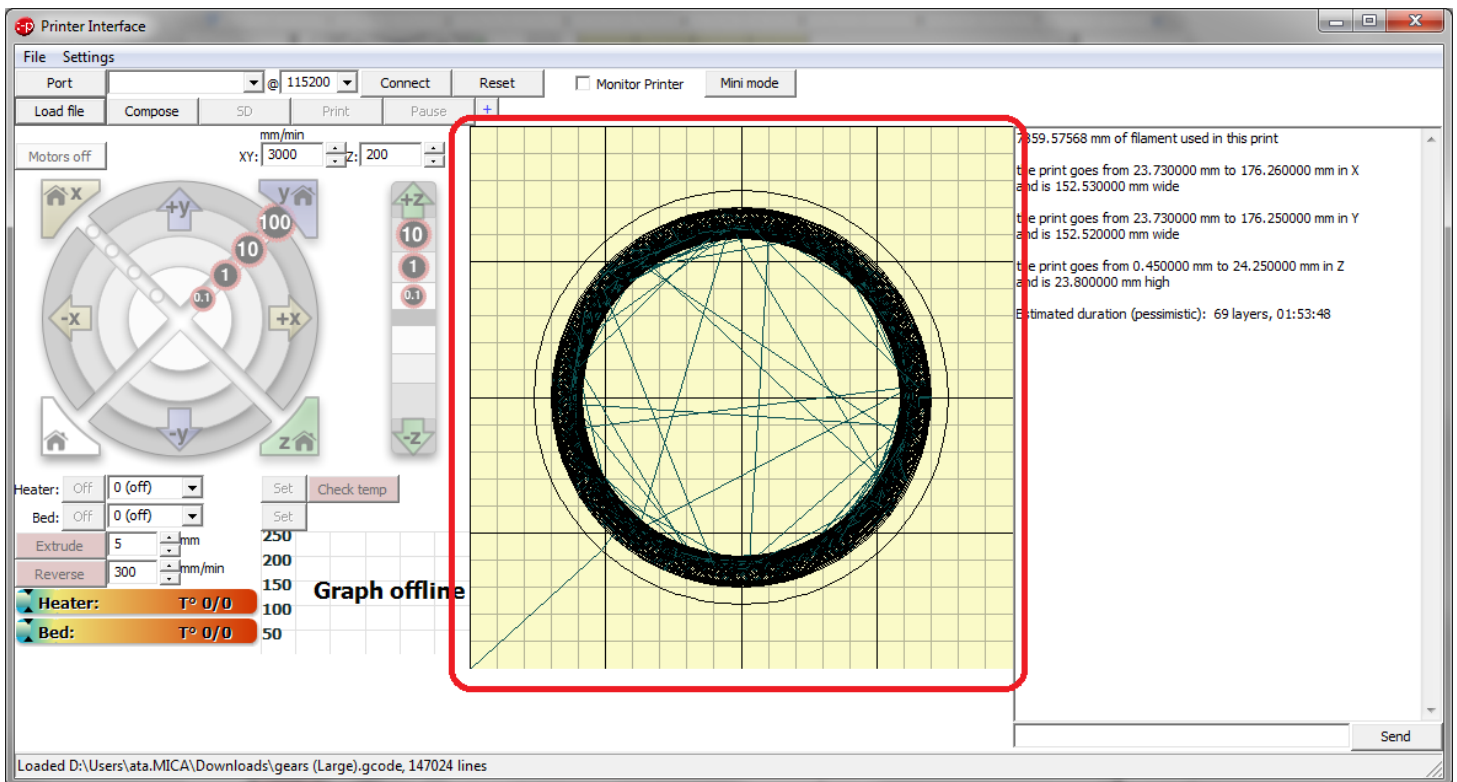 Printer Interface
File Settings
Port @ 115200 Connect Reset Monitor Printer Mini mode
Load file Compose SD Print Pause +
mm/min
Motors off XY: 3000 Z: 200
x y +y 100 10 1 0.1 -x +x -y z
+Z 10 1 0.1 -Z
Heater: Off 0 (off) Set Check temp
Bed: Off 0 (off) Set
Extrude 5 mm
Reverse 300 mm/min
Heater: T° 0/0
Bed: T° 0/0
250
200
150
100
50
Graph offline
7359.57568 mm of filament used in this print
the print goes from 23.730000 mm to 176.260000 mm in X
and is 152.530000 mm wide
the print goes from 23.730000 mm to 176.250000 mm in Y
and is 152.520000 mm wide
the print goes from 0.450000 mm to 24.250000 mm in Z
and is 23.800000 mm high
Estimated duration (pessimistic): 69 layers, 01:53:48
Send
Loaded D:\Users\ata.MICA\Downloads\gears (Large).gcode, 147024 lines